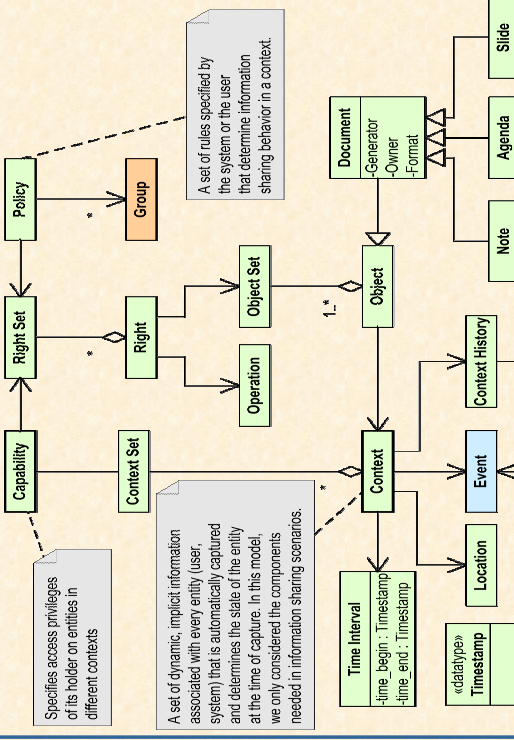 Specifies access privileges
of its holder on entities in
different contexts
Capability
Right Set
Policy
*
Group
A set of rules specified by
the system or the user
that determine information
sharing behavior in a context.
Context Set
*
Right
Operation
Object Set
A set of dynamic, implicit information
associated with every entity (user,
system) that is automatically captured
and determines the state of the entity
at the time of capture. In this model,
we only considered the components
needed in information sharing scenarios.
*
1..*
Time Interval
-time_begin : Timestamp
-time_end : Timestamp
Context
Object
Document
-Generator
-Owner
-Format
«datatype»
Timestamp
Location
Event
Context History
Note
Agenda
Slide